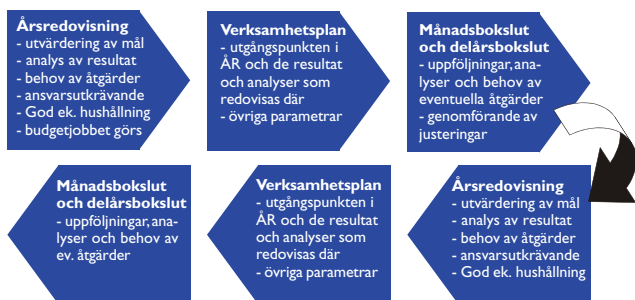 Årsredovisning
- utvärdering av mål
- analys av resultat
- behov av åtgärder
- ansvarsutkrävande
- God ek. hushållning
- budgetjobbet görs
Verksamhetsplan
- utgångspunkten i
ÅR och de resultat
och analyser som
redovisas där
- övriga parametrar
Månadsbokslut
och delårsbokslut
- uppföljningar, ana-
lyser och behov av
eventuella åtgärder
- genomförande av
justeringar
Årsredovisning
- utvärdering av mål
- analys av resultat
- behov av åtgärder
- ansvarsutkrävande
- God ek. hushållning
Verksamhetsplan
- utgångspunkten i
ÅR och de resultat
och analyser som
redovisas där
- övriga parametrar
Månadsbokslut
och delårsbokslut
- uppföljningar, ana-
lyser och behov av
ev. åtgärder